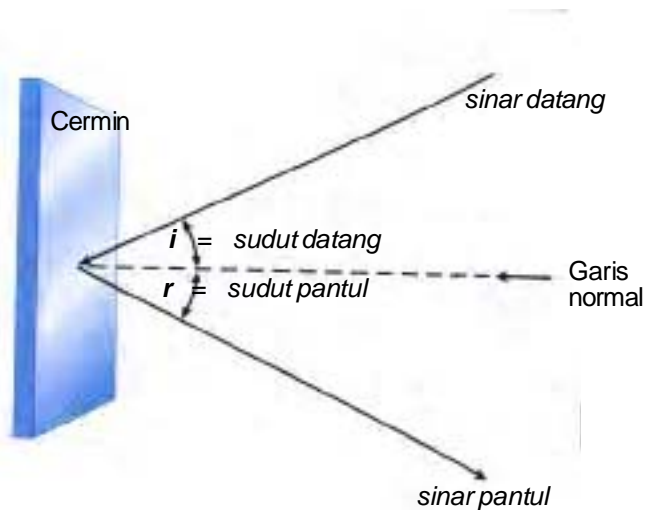 sinar datang
Cermin
i = sudut datang
r = sudut pantul
Garis
normal
sinar pantul